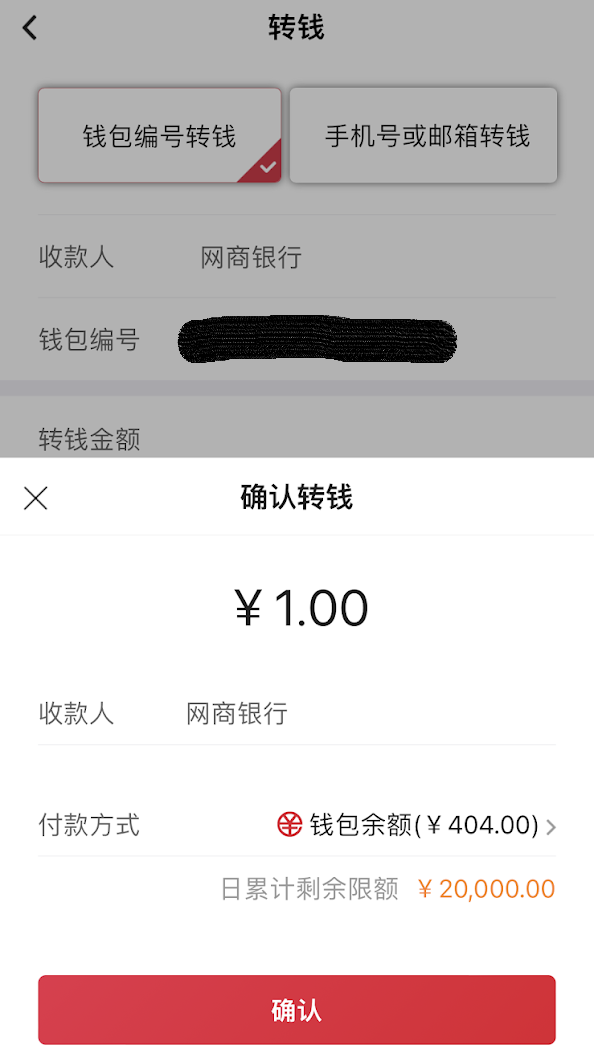 转钱
钱包编号转钱 手机号或邮箱转钱
收款人 网商银行
钱包编号
转钱金额
确认转钱
¥ 1.00
收款人 网商银行
付款方式 钱包余额(¥ 404.00)
日累计剩余限额 ¥ 20,000.00
确认